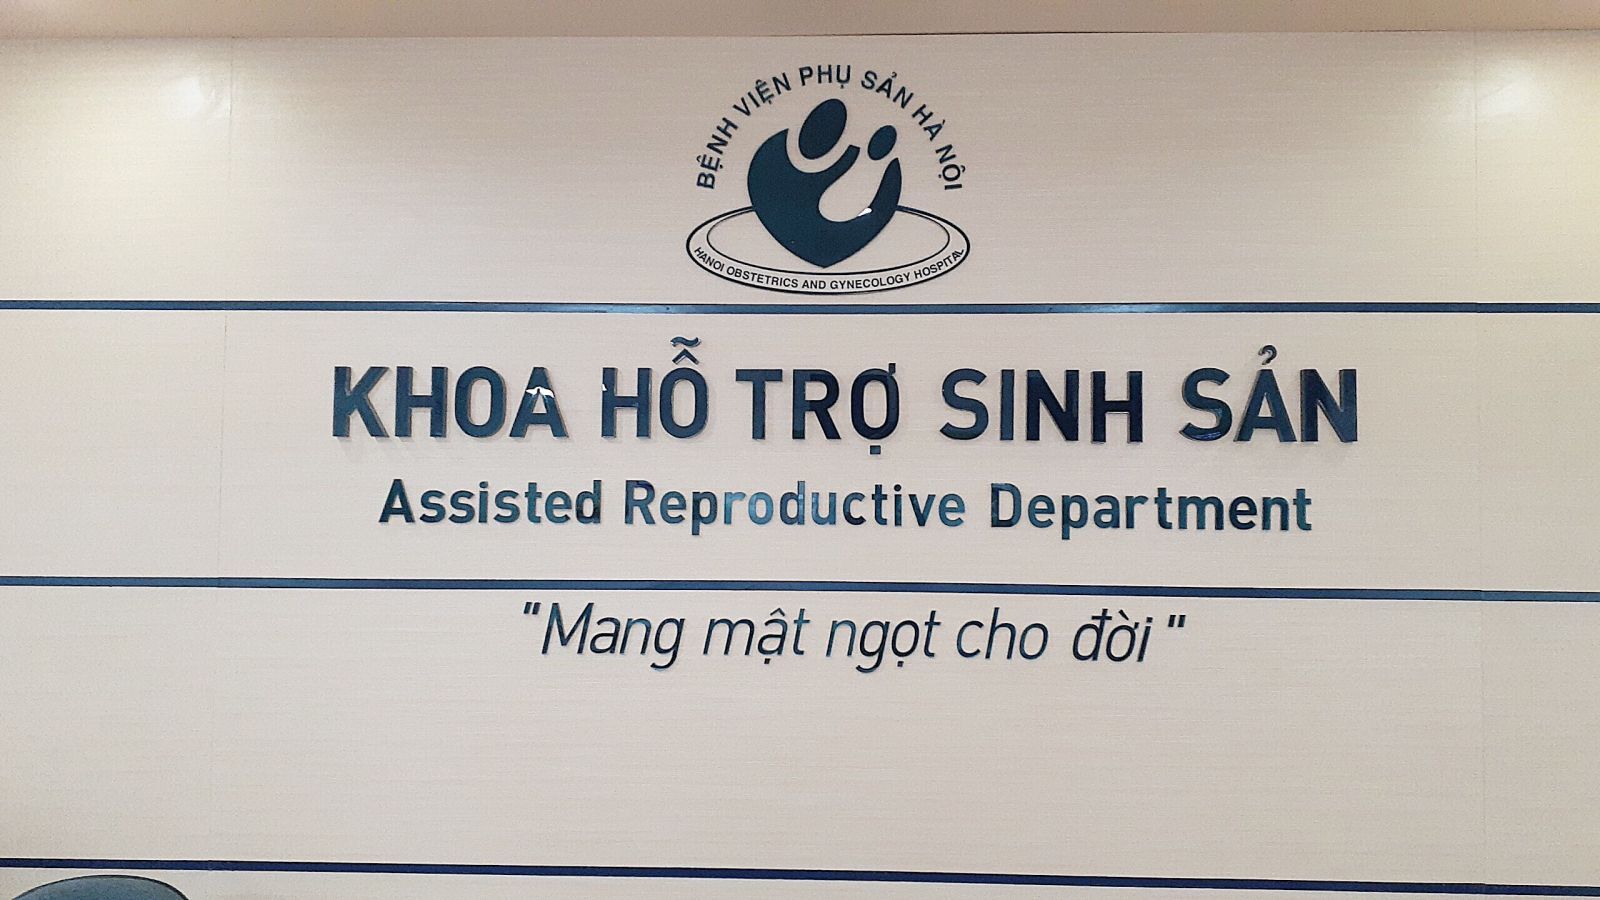 BỆNH VIỆN PHỤ SẢN HÀ NỘI
HANOI OBSTETRICS AND GYNECOLOGY HOSPITAL
KHOA HỖ TRỢ SINH SẢN
Assisted Reproductive Department
"Mang mật ngọt cho đời"